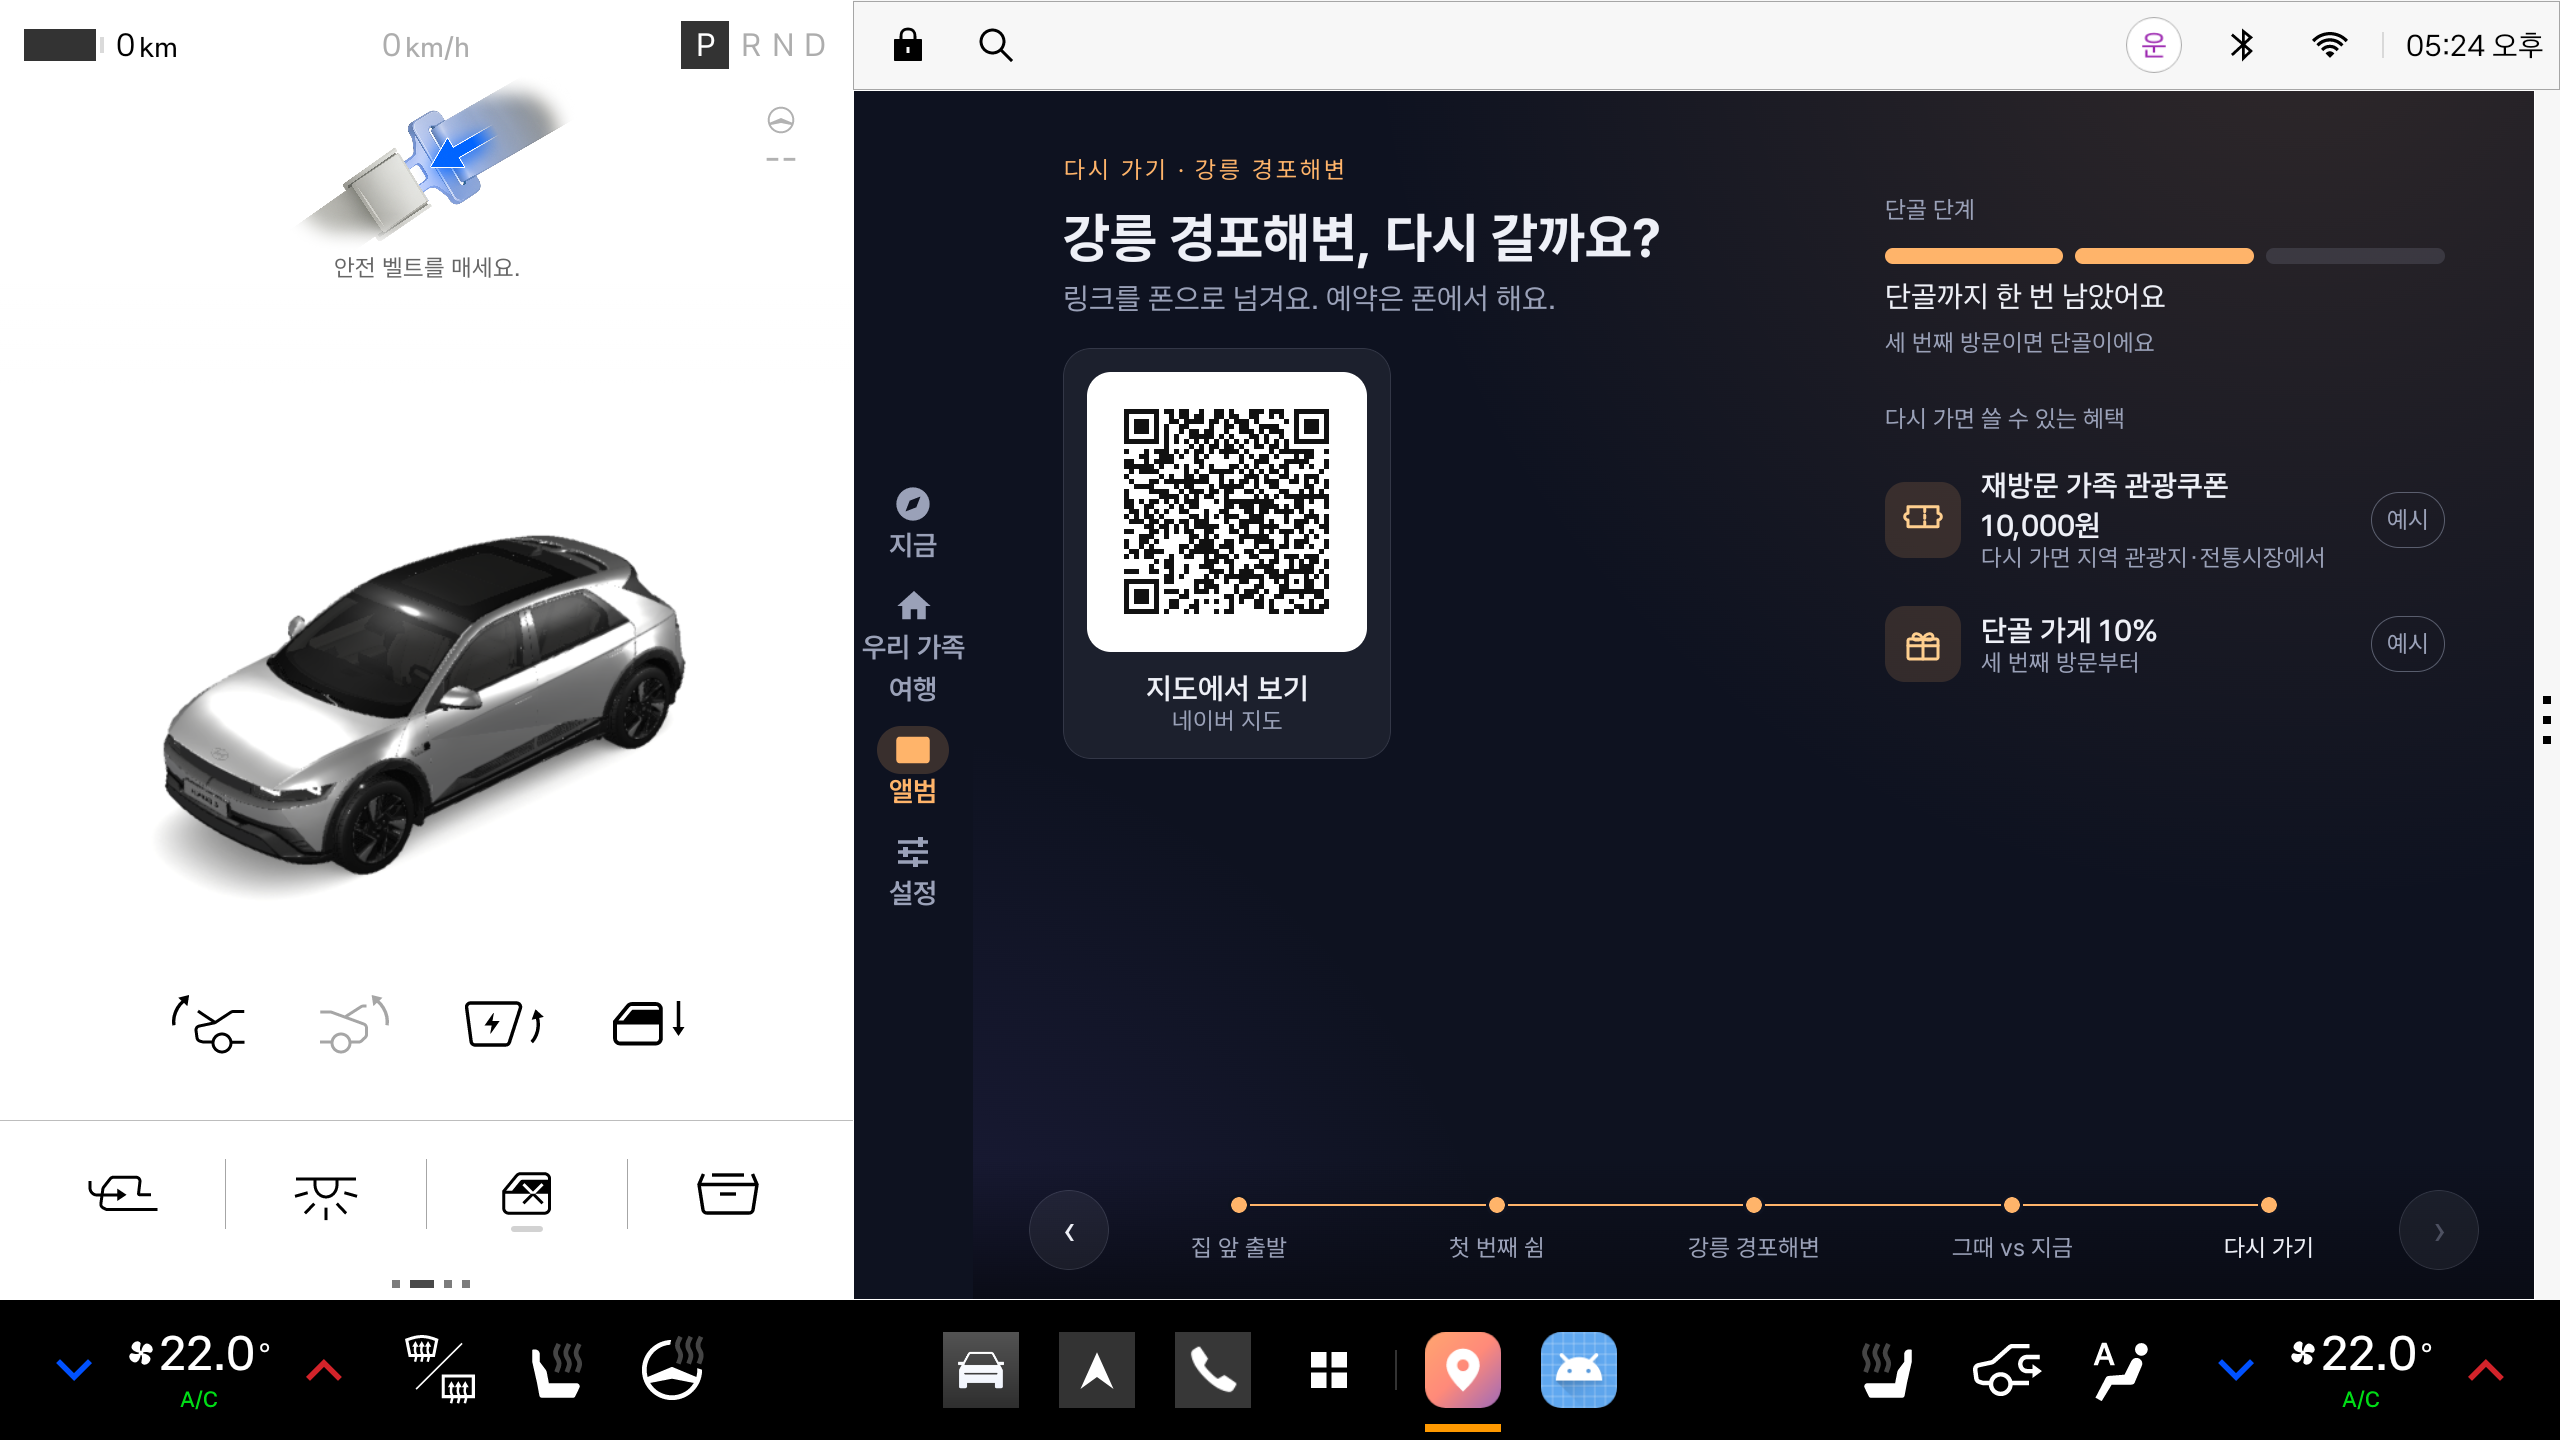 0 km
0 km/h
P R N D
안전 벨트를 매세요.
운
05:24 오후
지금
우리 가족
여행
앨범
설정
다시 가기 · 강릉 경포해변
강릉 경포해변, 다시 갈까요?
링크를 폰으로 넘겨요. 예약은 폰에서 해요.
지도에서 보기
네이버 지도
단골 단계
단골까지 한 번 남았어요
세 번째 방문이면 단골이에요
다시 가면 쓸 수 있는 혜택
재방문 가족 관광쿠폰
10,000원
다시 가면 지역 관광지·전통시장에서
예시
단골 가게 10%
세 번째 방문부터
예시
집 앞 출발
첫 번째 쉼
강릉 경포해변
그때 vs 지금
다시 가기
22.0°
A/C
A
22.0°
A/C